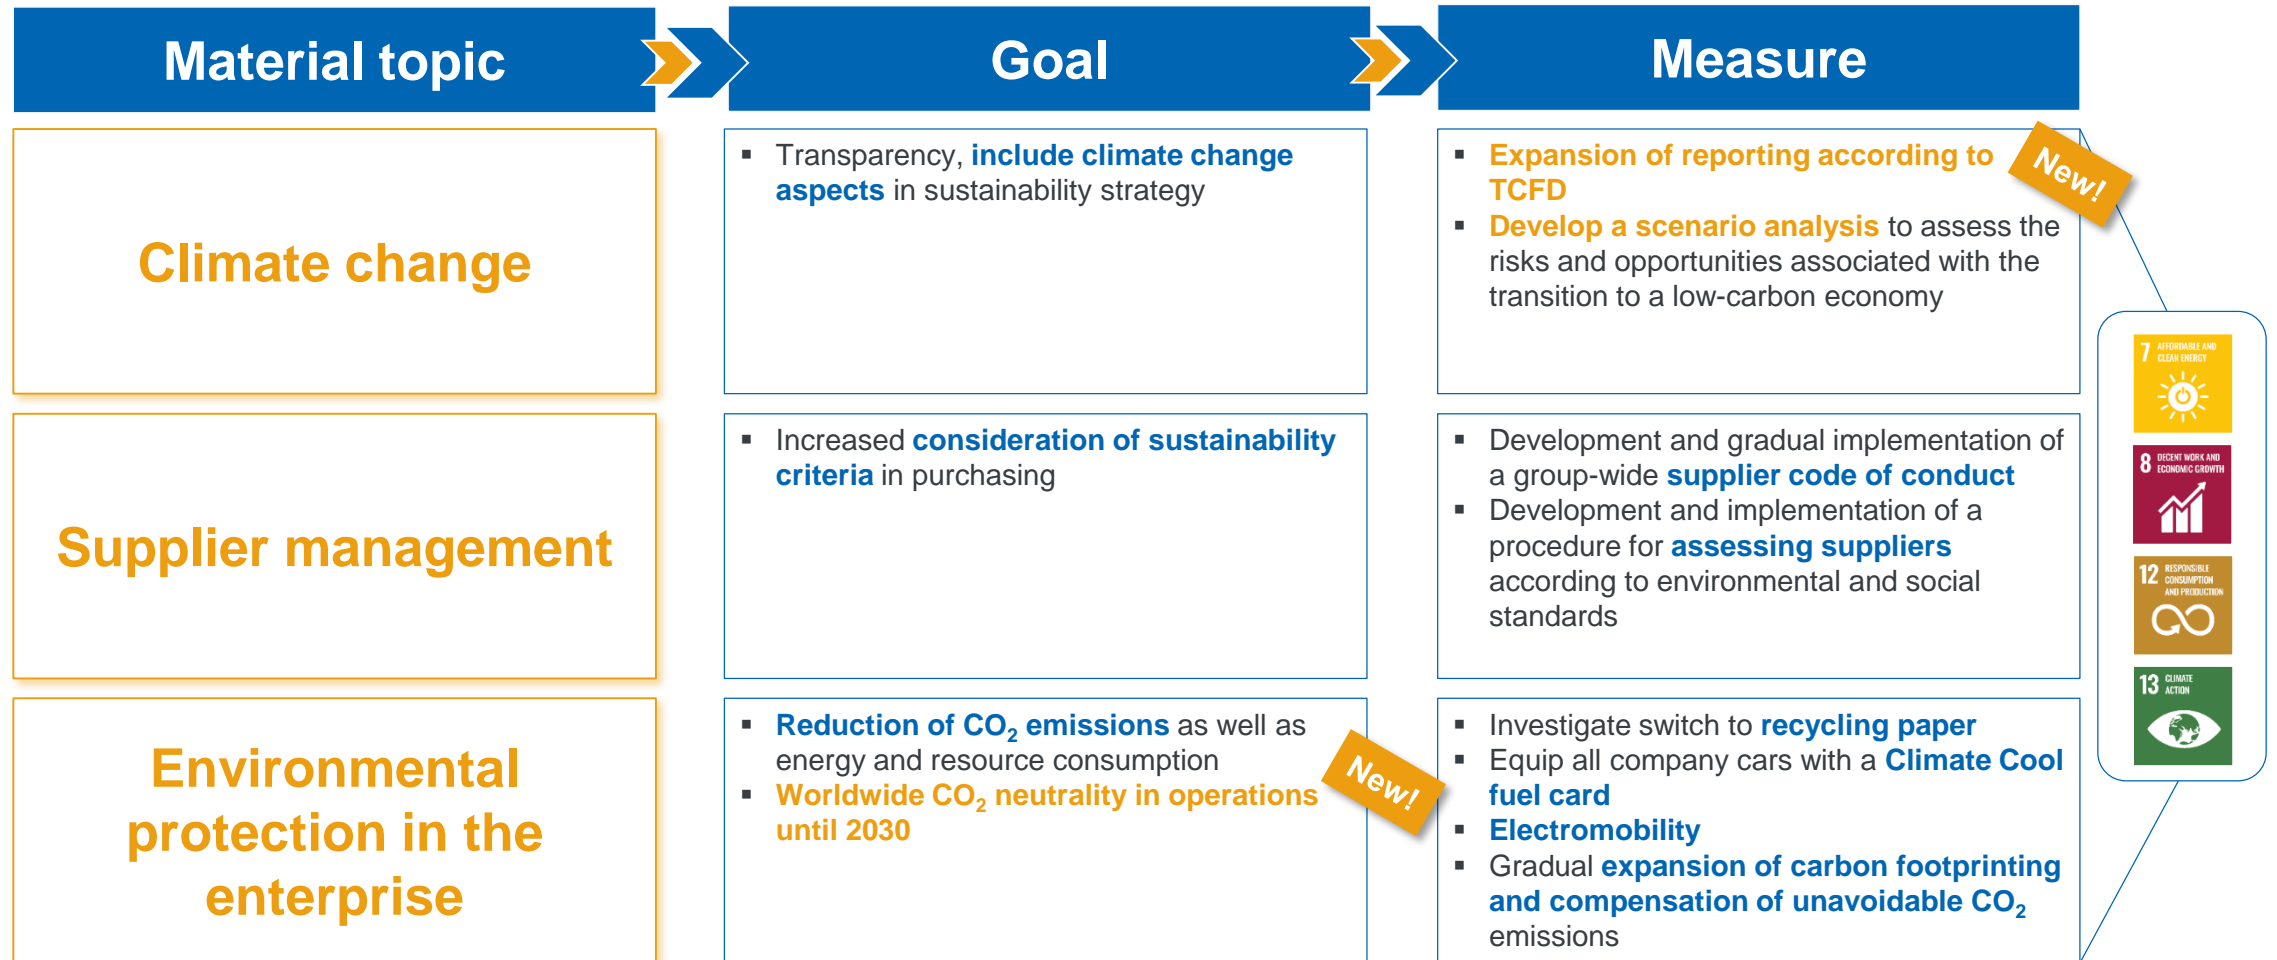 Material topic
Goal
Measure
Climate change
▪ Transparency, include climate change
aspects in sustainability strategy
▪ Expansion of reporting according to
TCFD
▪ Develop a scenario analysis to assess the
risks and opportunities associated with the
transition to a low-carbon economy
New!
Supplier management
▪ Increased consideration of sustainability
criteria in purchasing
▪ Development and gradual implementation of
a group-wide supplier code of conduct
▪ Development and implementation of a
procedure for assessing suppliers
according to environmental and social
standards
Environmental
protection in the
enterprise
▪ Reduction of CO₂ emissions as well as
energy and resource consumption
▪ Worldwide CO₂ neutrality in operations
until 2030
New!
▪ Investigate switch to recycling paper
▪ Equip all company cars with a Climate Cool
fuel card
▪ Electromobility
▪ Gradual expansion of carbon footprinting
and compensation of unavoidable CO₂
emissions
7 AFFORDABLE AND
CLEAN ENERGY
8 DECENT WORK AND
ECONOMIC GROWTH
12 RESPONSIBLE
CONSUMPTION
AND PRODUCTION
13 CLIMATE
ACTION